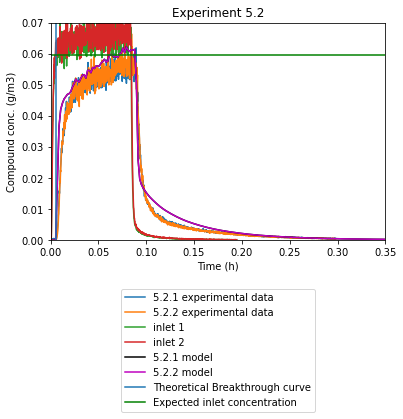 Experiment 5.2
Compound conc. (g/m3)
0.07
0.06
0.05
0.04
0.03
0.02
0.01
0.00
0.00 0.05 0.10 0.15 0.20 0.25 0.30 0.35
Time (h)
5.2.1 experimental data
5.2.2 experimental data
inlet 1
inlet 2
5.2.1 model
5.2.2 model
Theoretical Breakthrough curve
Expected inlet concentration